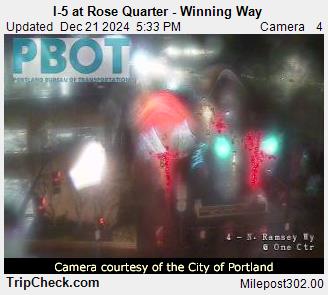 I-5 at Rose Quarter - Winning Way
Updated Dec 21 2024 5:33 PM Camera 4
PBOT
PORTLAND BUREAU OF TRANSPORTATION
4 - N. Ramsey Wy
@ One Ctr
Camera courtesy of the City of Portland
TripCheck.com Milepost302.00